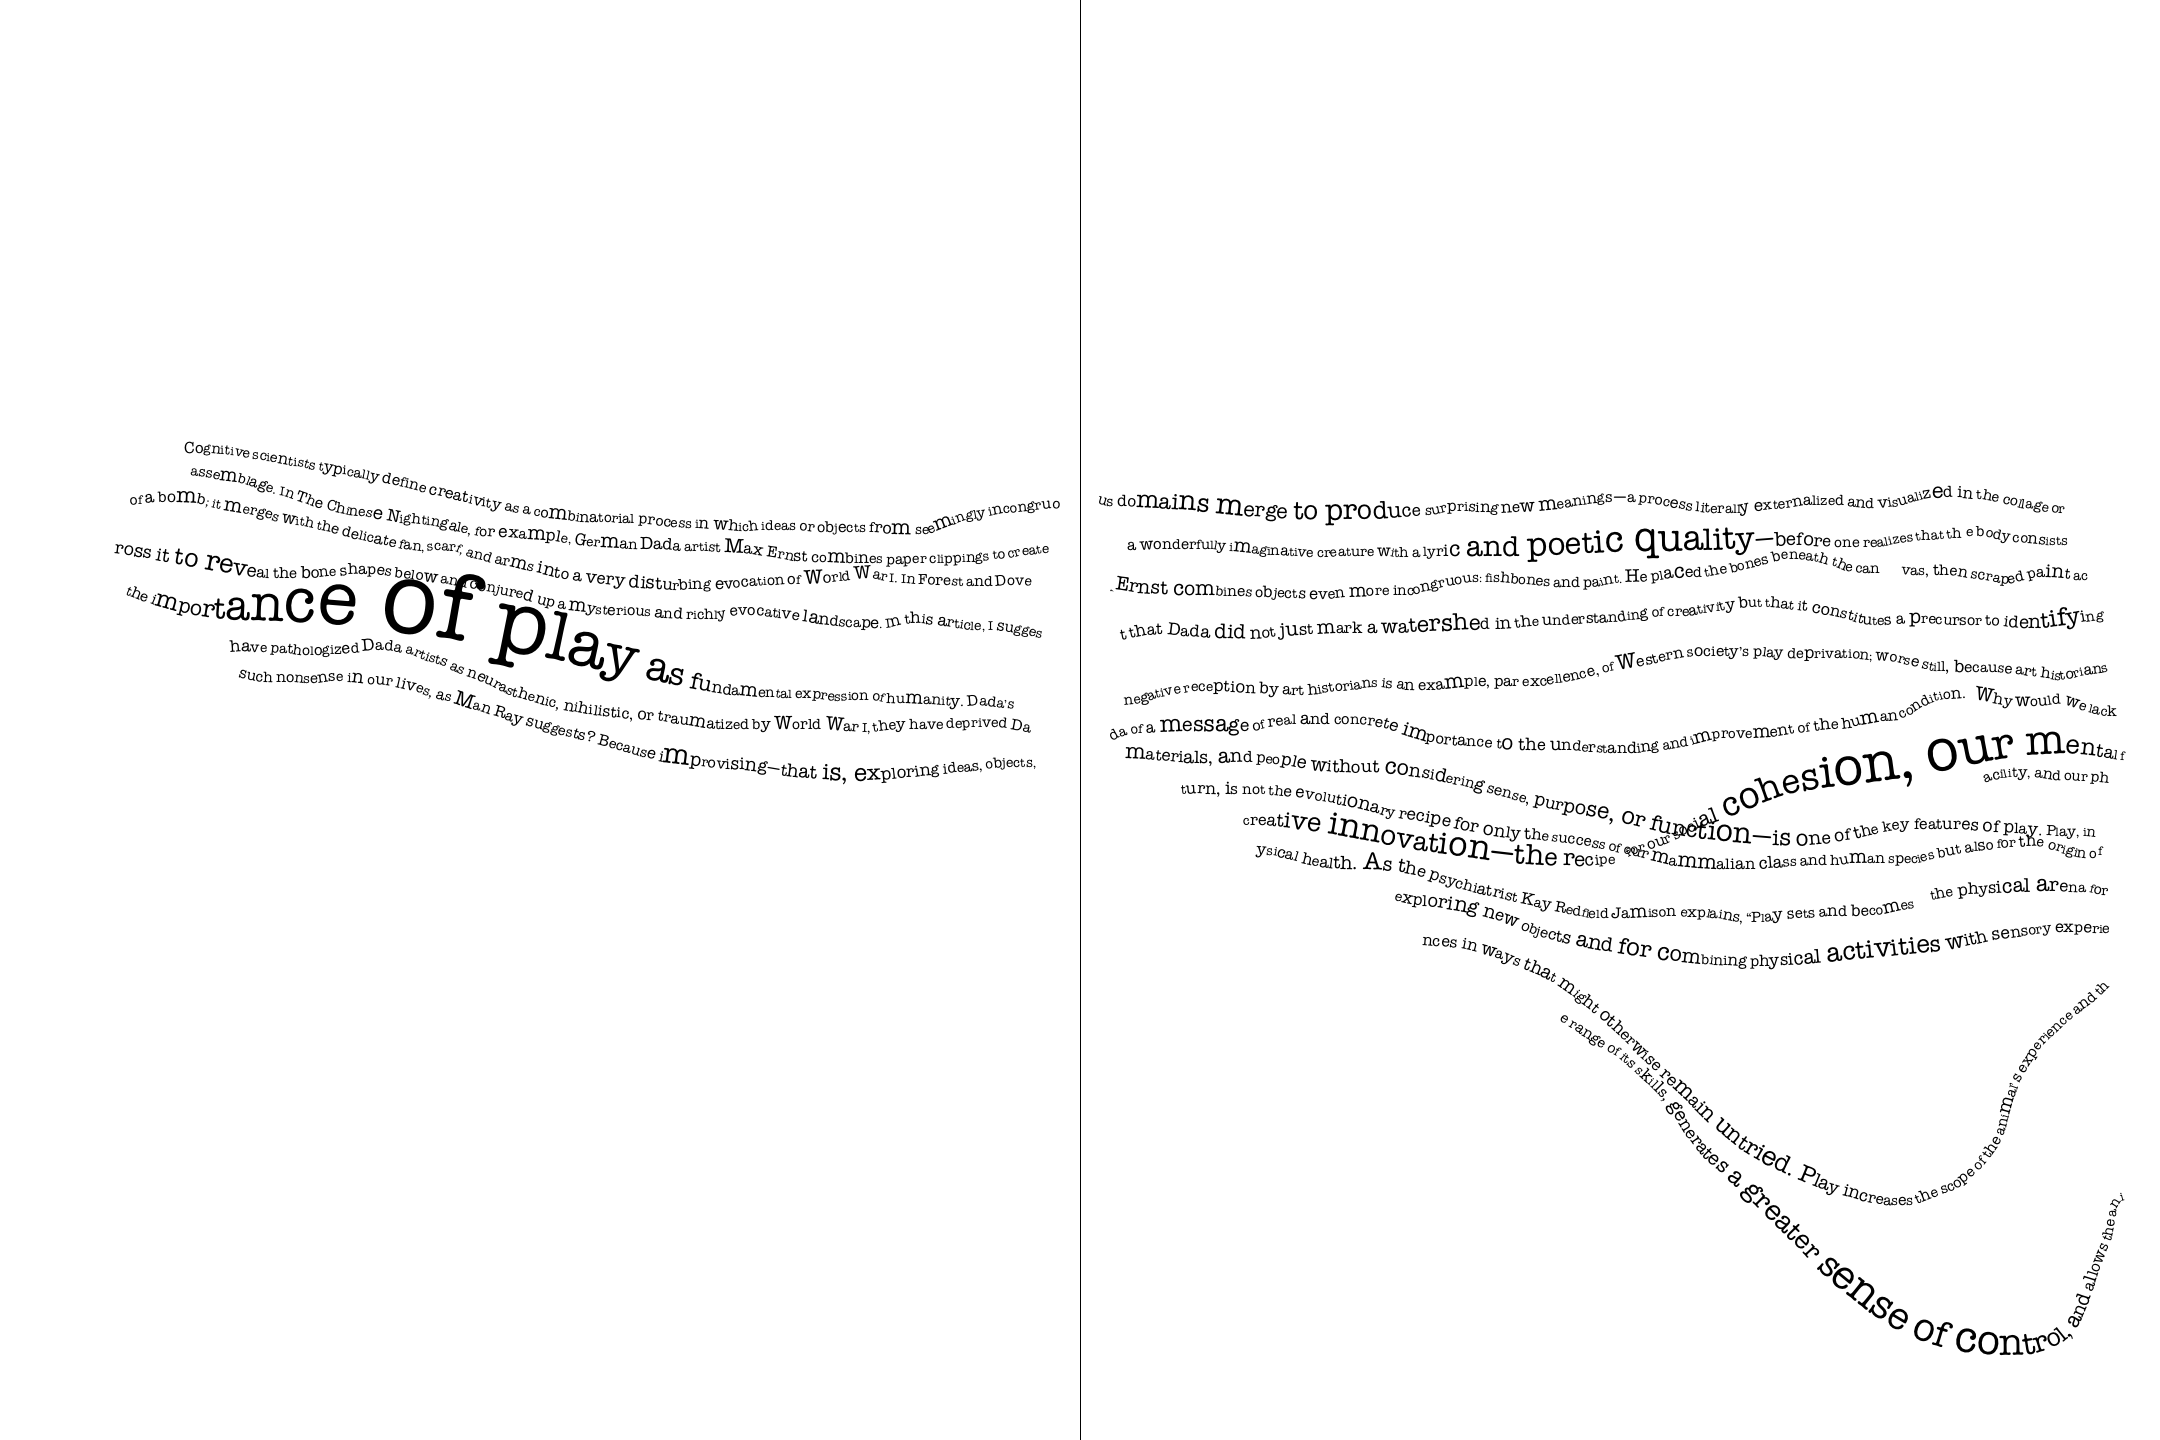 Cognitive scientists typically define creativity as a combinatorial process in which ideas or objects from seemingly incongruo us domains merge to produce surprising new meanings—a process literally externalized and visualized in the collage or
assemblage. In The Chinese Nightingale, for example, German Dada artist Max Ernst combines paper clippings to create a wonderfully imaginative creature with a lyric and poetic quality—before one realizes that the body consists
of a bomb; it merges with the delicate fan, scarf, and arms into a very disturbing evocation of World War I. In Forest and Dove , Ernst combines objects even more incongruous: fishbones and paint. He placed the bones beneath the can vas, then scraped paint ac
ross it to reveal the bone shapes below and conjured up a mysterious and richly evocative landscape. In this article, I sugges t that Dada did not just mark a watershed in the understanding of creativity but that it constitutes a precursor to identifying
the importance of play as fundamental expression of humanity. Dada's negative reception by art historians is an example, par excellence, of Western society's play deprivation; worse still, because art historians
have pathologized Dada artists as neurasthenic, nihilistic, or traumatized by World War I, they have deprived Da da of a message of real and concrete importance to the understanding and improvement of the human condition. Why would we lack
such nonsense in our lives, as Man Ray suggests? Because improvising—that is, exploring ideas, objects, materials, and people without considering sense, purpose, or function—is one of the key features of play. Play, in
turn, is not the evolutionary recipe for only the success of our mammalian class and human species but also for the origin of
creative innovation—the recipe for our social cohesion, our mental f
acility, and our ph
ysical health. As the psychiatrist Kay Redfield Jamison explains, “Play sets and becomes the physical arena for
exploring new objects and for combining physical activities with sensory experie
nces in ways that might otherwise remain untried. Play increases the scope of the animal's experience and th
e range of its skills, generates a greater sense of control, and allows the ani